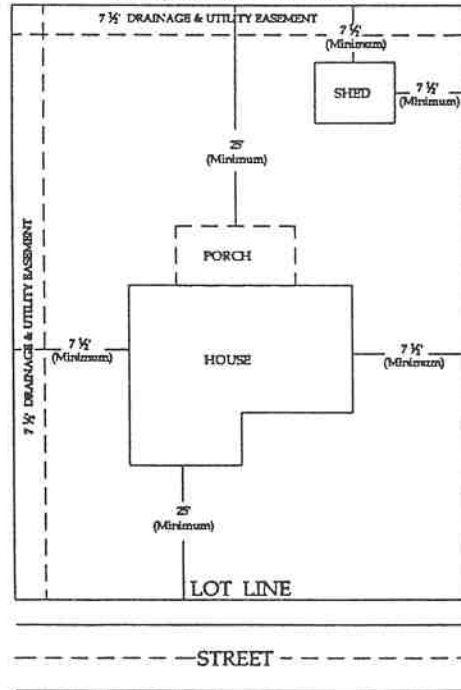 7 ½' DRAINAGE & UTILITY EASEMENT
7 ½'
(Minimum)
SHED
7 ½'
(Minimum)
25'
(Minimum)
7 ½' DRAINAGE & UTILITY EASEMENT
PORCH
7 ½'
(Minimum)
HOUSE
7 ½'
(Minimum)
25'
(Minimum)
LOT LINE
STREET